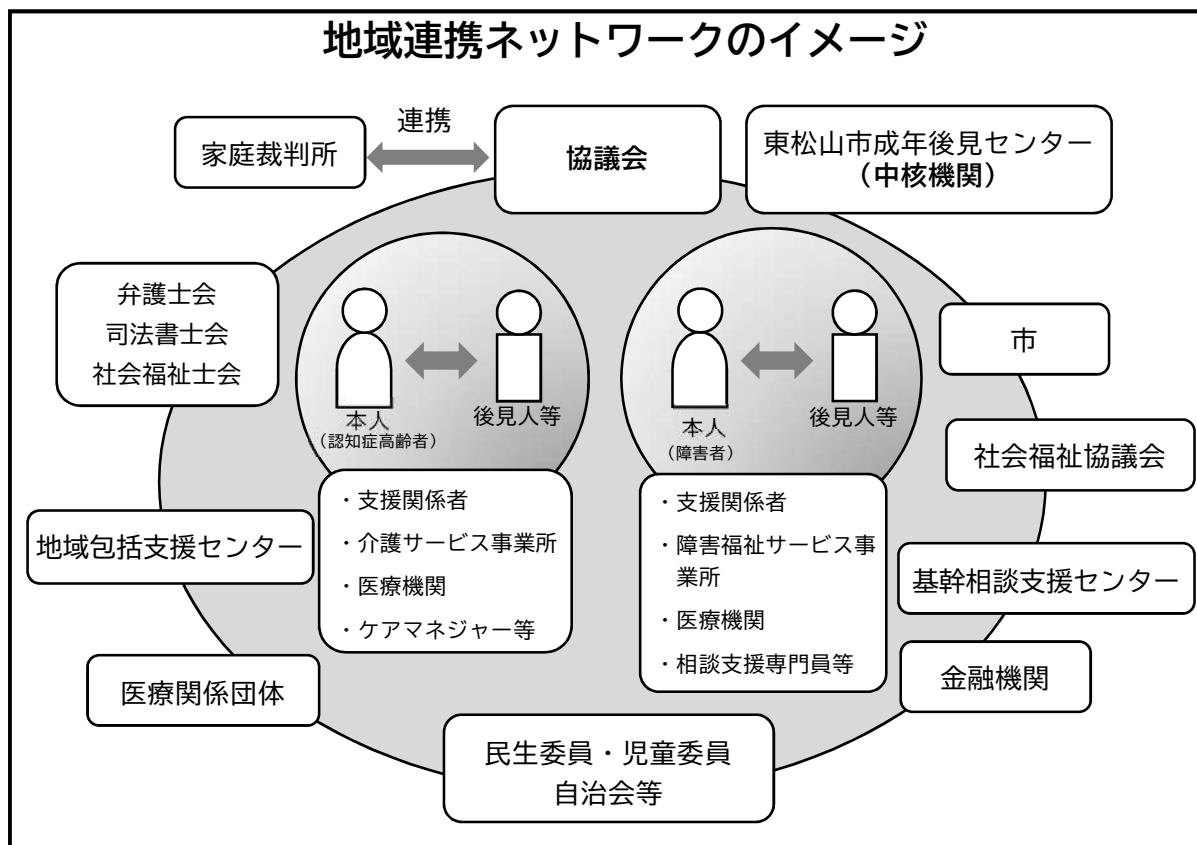 地域連携ネットワークのイメージ
家庭裁判所
連携
協議会
東松山市成年後見センター
（中核機関）
弁護士会
司法書士会
社会福祉士会
本人
（認知症高齢者）
後見人等
本人
（障害者）
後見人等
市
社会福祉協議会
・支援関係者
・介護サービス事業所
・医療機関
・ケアマネジャー等
・支援関係者
・障害福祉サービス事
業所
・医療機関
・相談支援専門員等
地域包括支援センター
基幹相談支援センター
医療関係団体
金融機関
民生委員・児童委員
自治会等